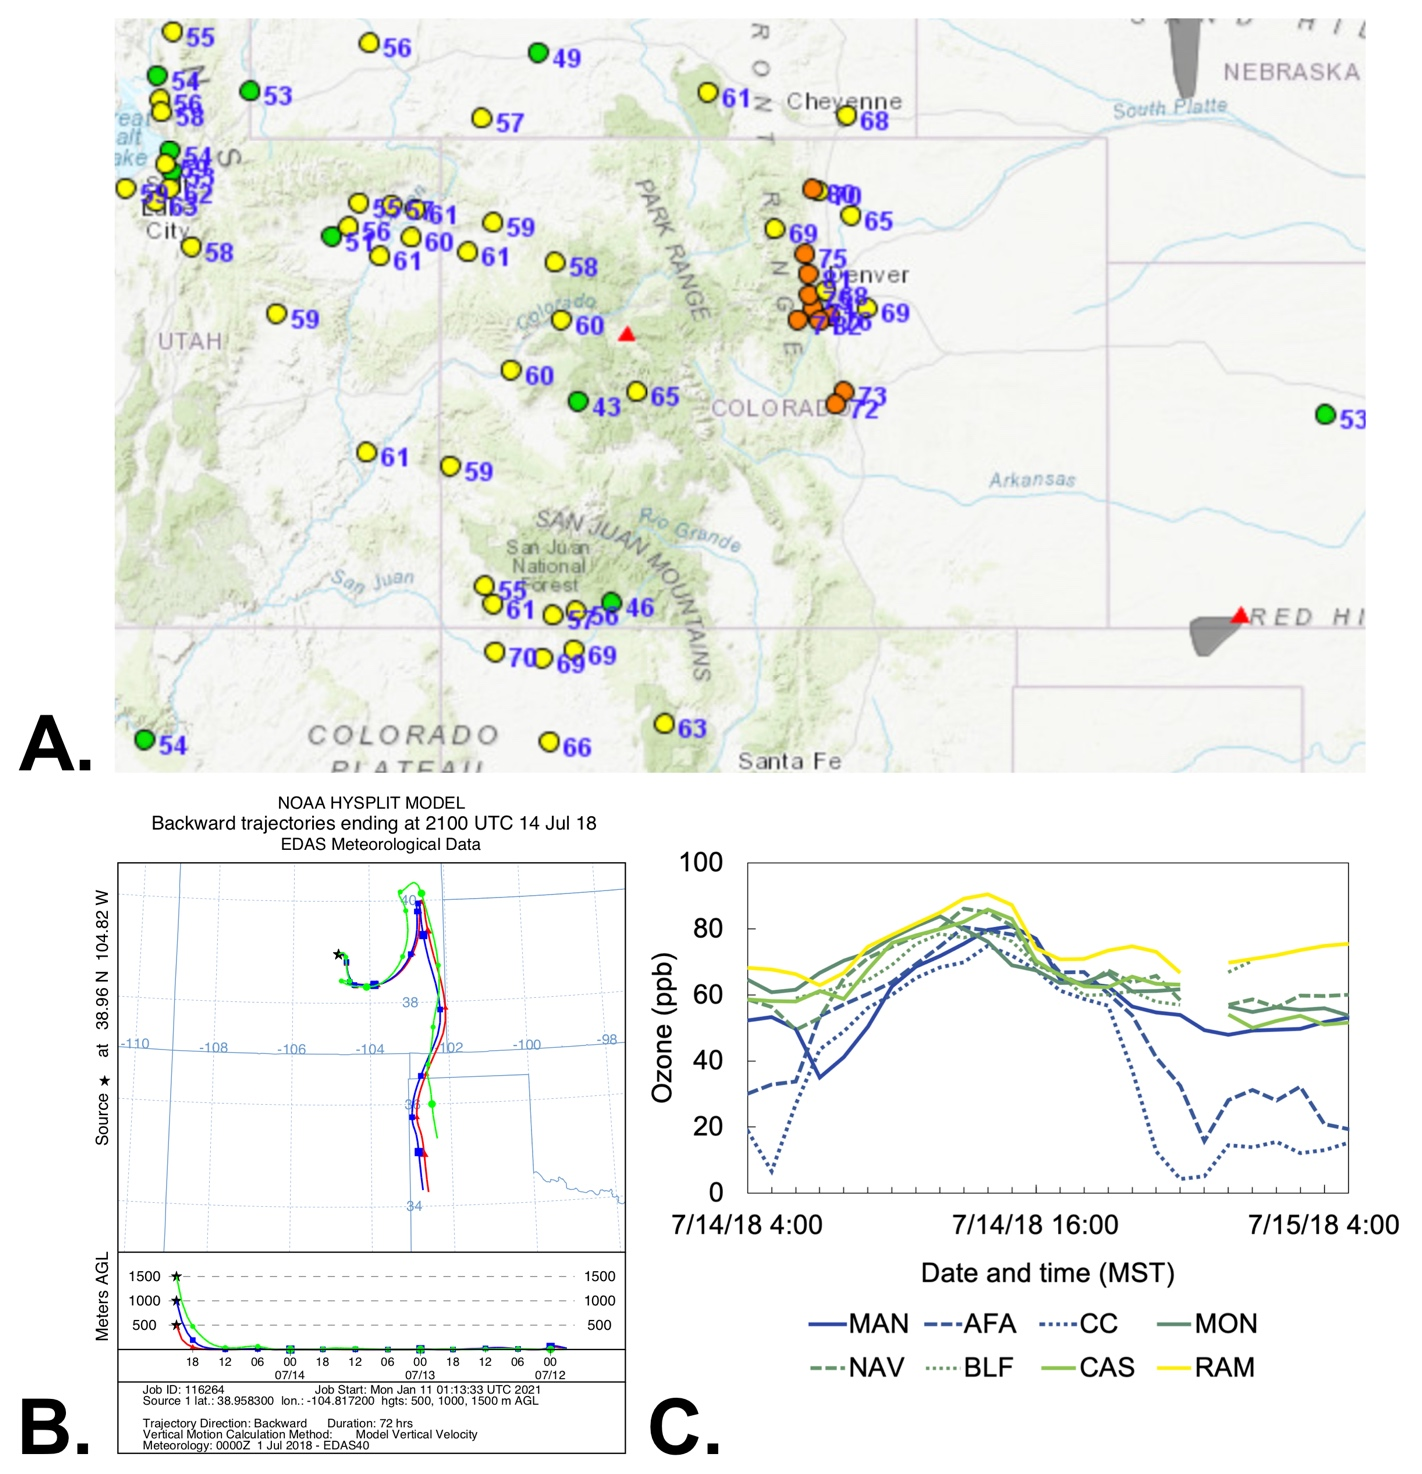 55
56
49
54
53
56
58
61
Cheyenne
68
57
NEBRASKA
South Platte
54
59
62
63
City
58
61
59
60
51
56
61
61
58
PARK RANGE
69
65
75
Denver
69
59
UTAH
Colorado
60
60
65
43
COLORADO
73
72
53
61
59
Arkansas
SAN JUAN MOUNTAINS
Rio Grande
San Juan
National
Forest
San Juan
55
61
57
56
46
70
69
69
RED HI
63
66
54
COLORADO
PLATEAU
Santa Fe
A.
NOAA HYSPLIT MODEL
Backward trajectories ending at 2100 UTC 14 Jul 18
EDAS Meteorological Data
Source ★ at 38.96 N 104.82 W
40
38
-110 -108 -106 -104 -102 -100 -98
36
34
Meters AGL
1500 1500
1000 1000
500 500
18 12 06 00 18 12 06 00 18 12 06 00
07/14 07/13 07/12
Job ID: 116264 Job Start: Mon Jan 11 01:13:33 UTC 2021
Source 1 lat.: 38.958300 lon.: -104.817200 hgts: 500, 1000, 1500 m AGL
Trajectory Direction: Backward Duration: 72 hrs
Vertical Motion Calculation Method: Model Vertical Velocity
Meteorology: 0000Z 1 Jul 2018 - EDAS40
B.
Ozone (ppb)
100
80
60
40
20
0
7/14/18 4:00 7/14/18 16:00 7/15/18 4:00
Date and time (MST)
MAN AFA CC MON
NAV BLF CAS RAM
C.